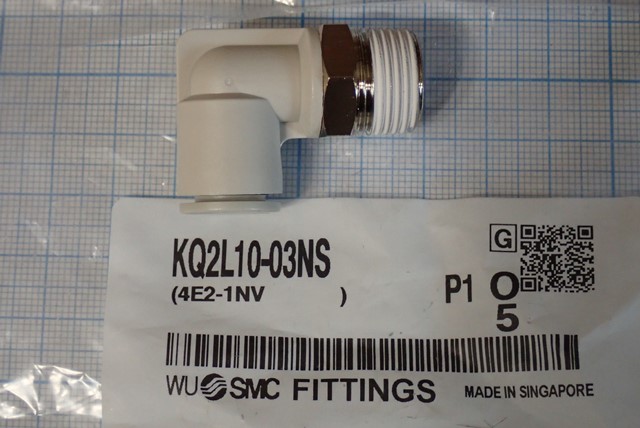 G
KQ2L10-03NS
(4E2-1NV )
P1 O
5
WU SMC FITTINGS MADE IN SINGAPORE